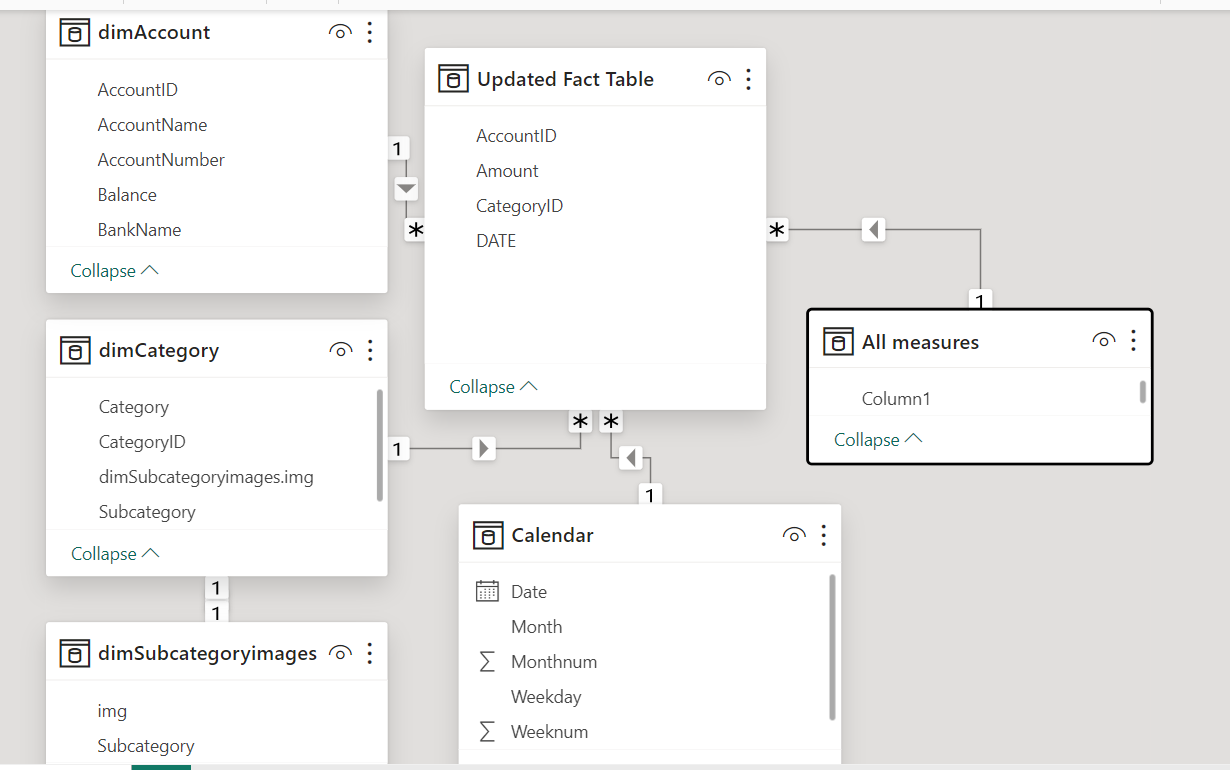 dimAccount
AccountID
AccountName
AccountNumber
Balance
BankName
Collapse
1
*
Updated Fact Table
AccountID
Amount
CategoryID
DATE
Collapse
*
1
All measures
Column1
Collapse
dimCategory
Category
CategoryID
dimSubcategoryimages.img
Subcategory
Collapse
1
*
*
1
1
1
dimSubcategoryimages
img
Subcategory
Calendar
Date
Month
Monthnum
Weekday
Weeknum